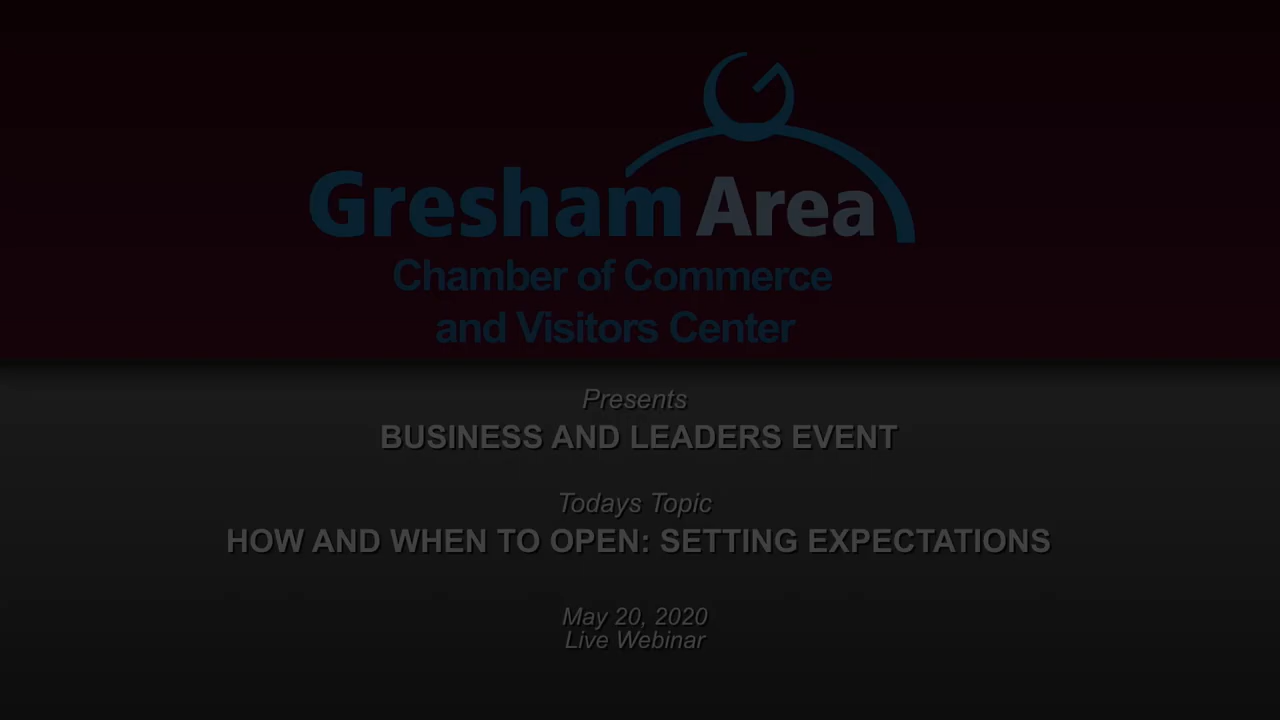 Gresham Area
Chamber of Commerce
and Visitors Center
Presents
BUSINESS AND LEADERS EVENT
Todays Topic
HOW AND WHEN TO OPEN: SETTING EXPECTATIONS
May 20, 2020
Live Webinar